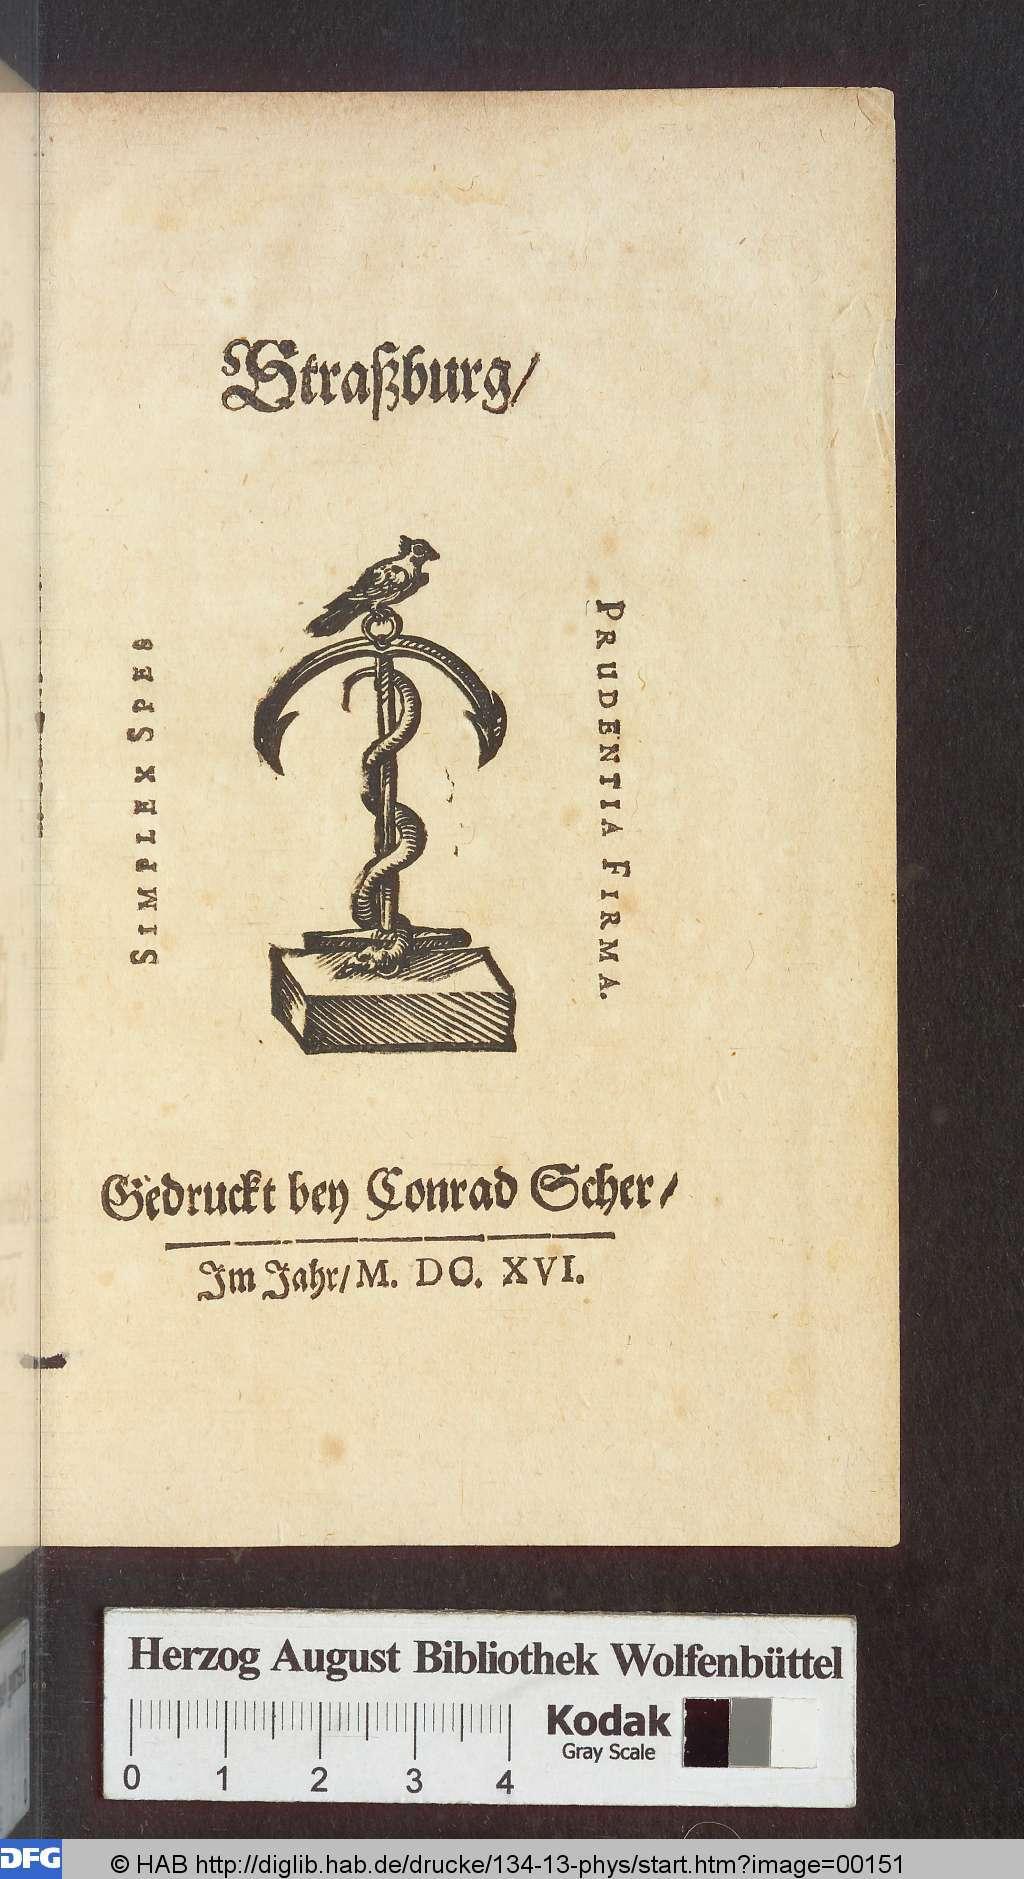 Straßburg/
SIMPLEX SPES
PRUDENTIA FIRMA.
Gedruckt bey Conrad Scher/
Im Jahr/ M. DC. XVI.
Herzog August Bibliothek Wolfenbüttel
0 1 2 3 4
Kodak
Gray Scale
DFG
© HAB http://diglib.hab.de/drucke/134-13-phys/start.htm?image=00151